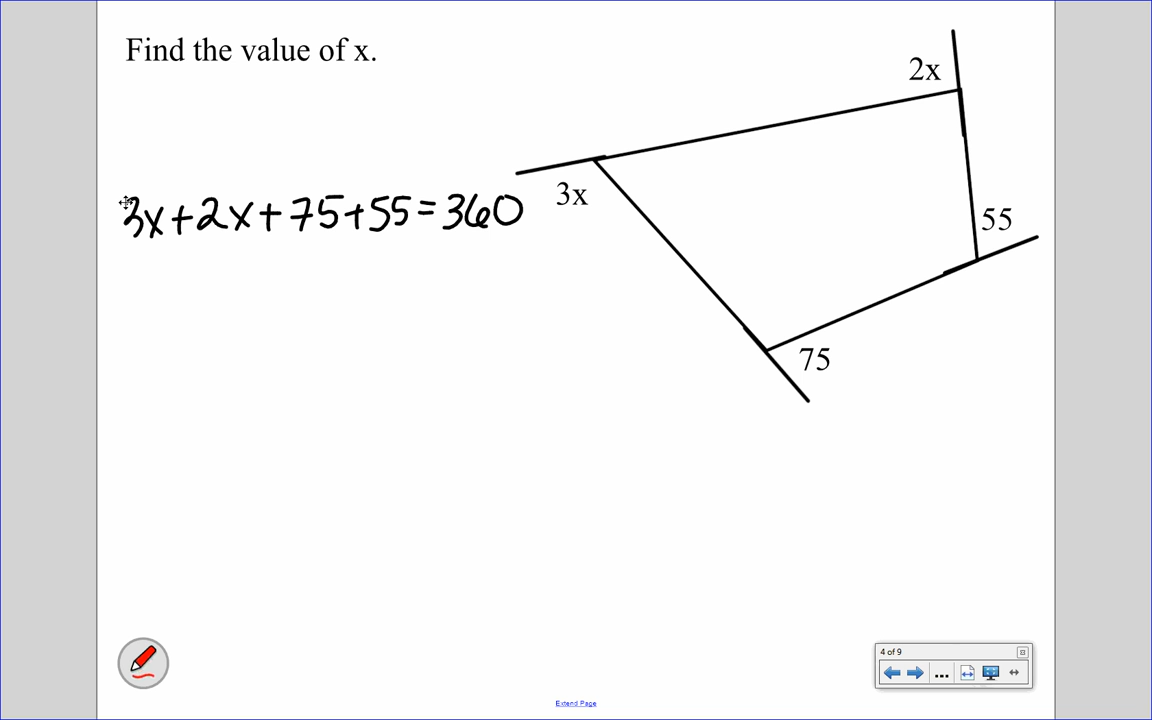 Find the value of x.
2x
3x
3x+2x+75+55=360
55
75
4 of 9
...
Extend Page